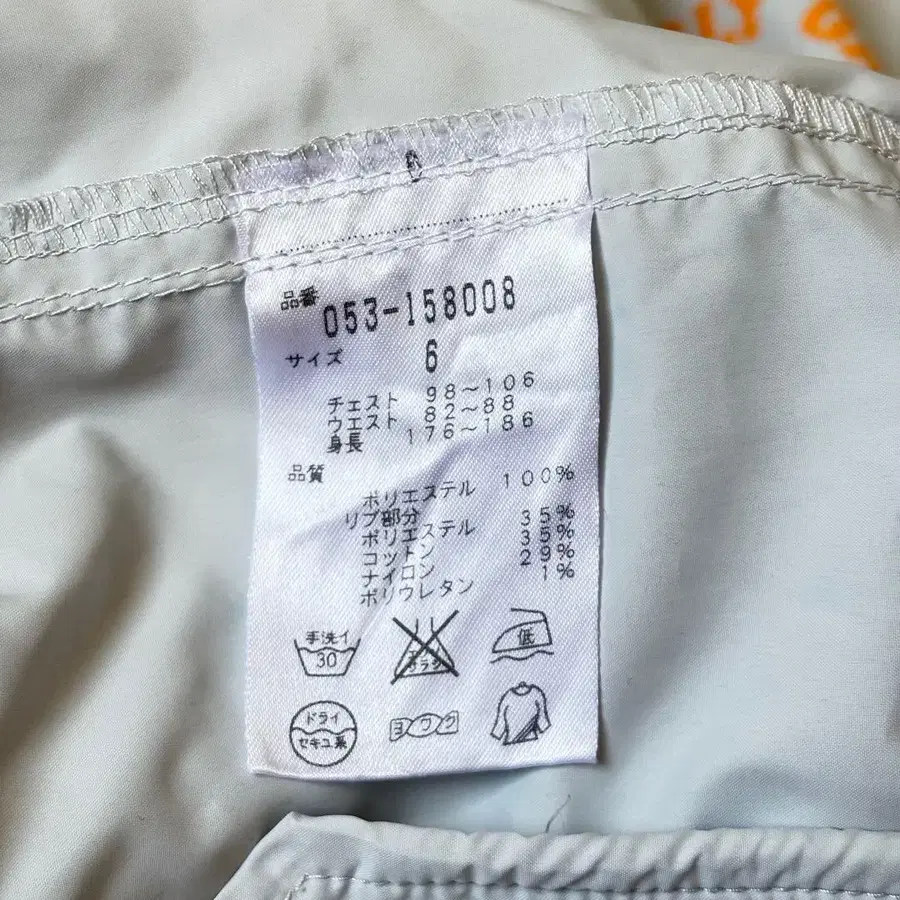 LY G
品番
053-158008
サイズ 6
チェスト 98～106
ウエスト 82～88
身長 176～186
品質
ポリエステル 100%
リブ部分
ポリエステル 35%
コットン 35%
ナイロン 29%
ポリウレタン 1%
手洗イ
30
低
ドライ
セキユ系
ヨワク